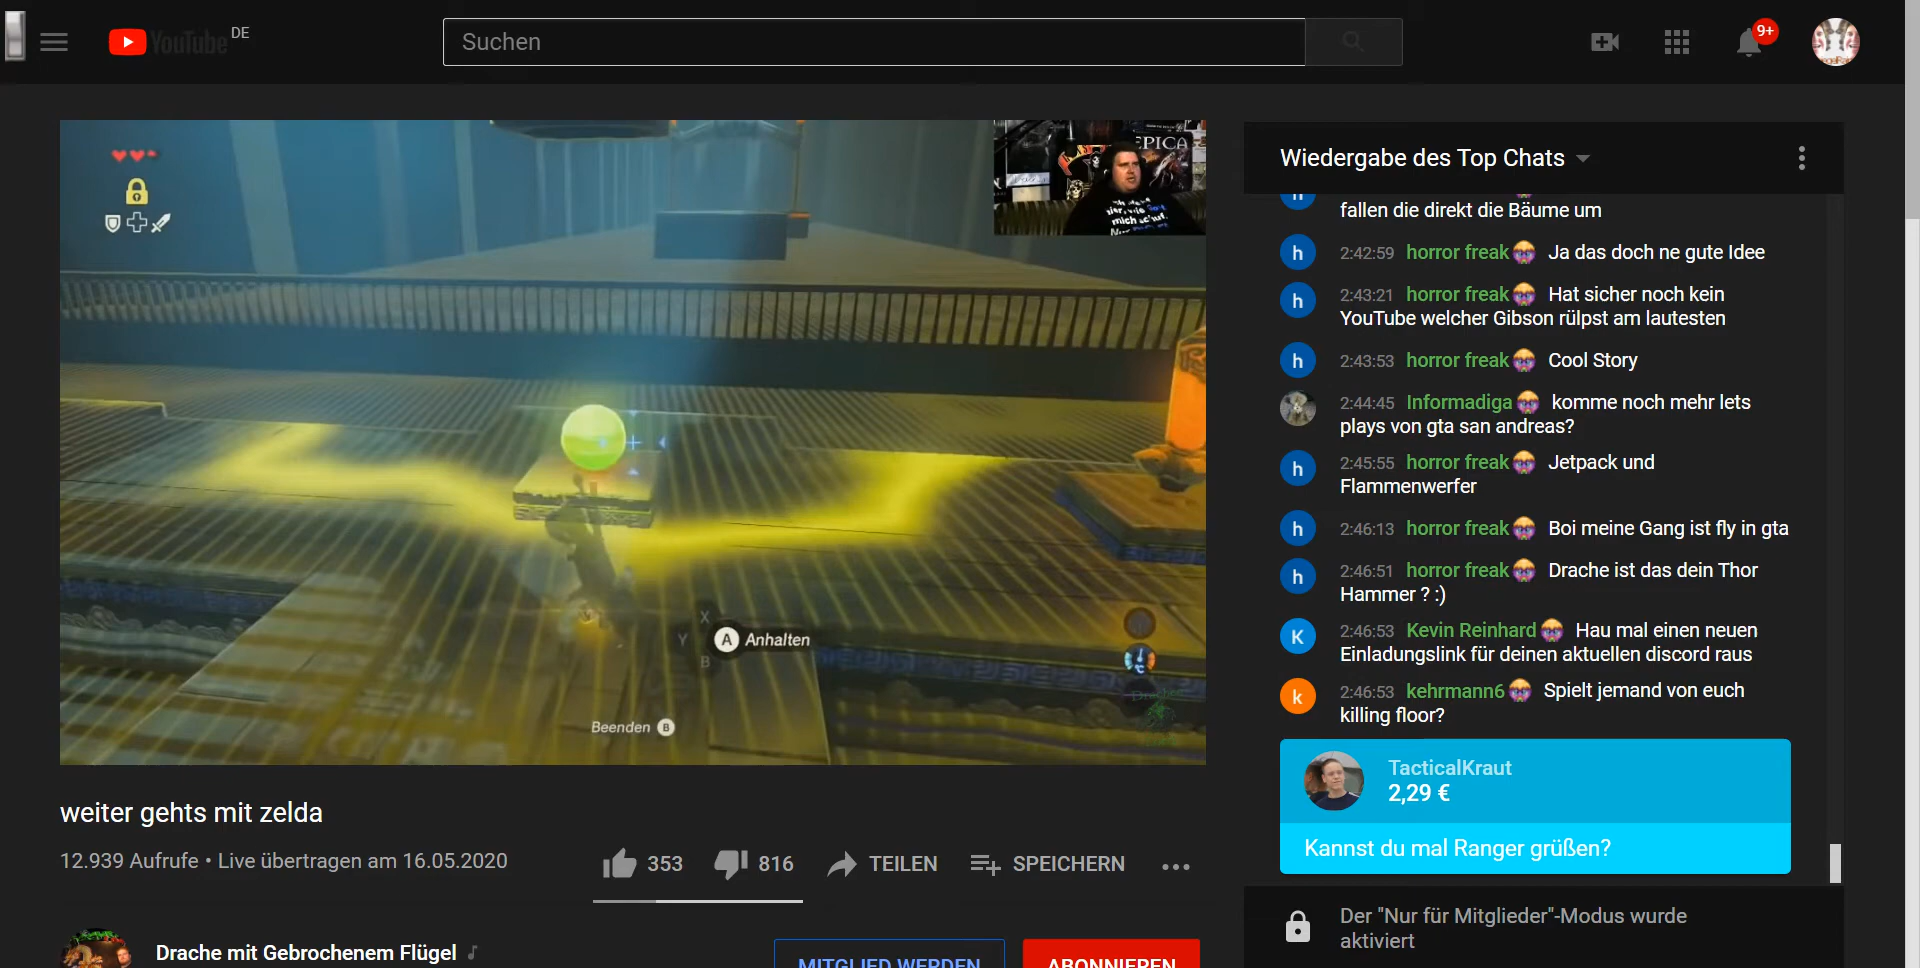 YouTube DE
Suchen
9+
EPICA
mich
X
Y
A Anhalten
B
Beenden B
weiter gehts mit zelda
12.939 Aufrufe • Live übertragen am 16.05.2020
353
816
TEILEN
SPEICHERN
Drache mit Gebrochenem Flügel
MITGLIED WERDEN
ABONNIEREN
Wiedergabe des Top Chats
h
fallen die direkt die Bäume um
h 2:42:59 horror freak Ja das doch ne gute Idee
h 2:43:21 horror freak Hat sicher noch kein
YouTube welcher Gibson rülpst am lautesten
h 2:43:53 horror freak Cool Story
2:44:45 Informadiga komme noch mehr lets
plays von gta san andreas?
h 2:45:55 horror freak Jetpack und
Flammenwerfer
h 2:46:13 horror freak Boi meine Gang ist fly in gta
h 2:46:51 horror freak Drache ist das dein Thor
Hammer ? :)
K 2:46:53 Kevin Reinhard Hau mal einen neuen
Einladungslink für deinen aktuellen discord raus
k 2:46:53 kehrmann6 Spielt jemand von euch
killing floor?
TacticalKraut
2,29 €
Kannst du mal Ranger grüßen?
Der "Nur für Mitglieder"-Modus wurde
aktiviert